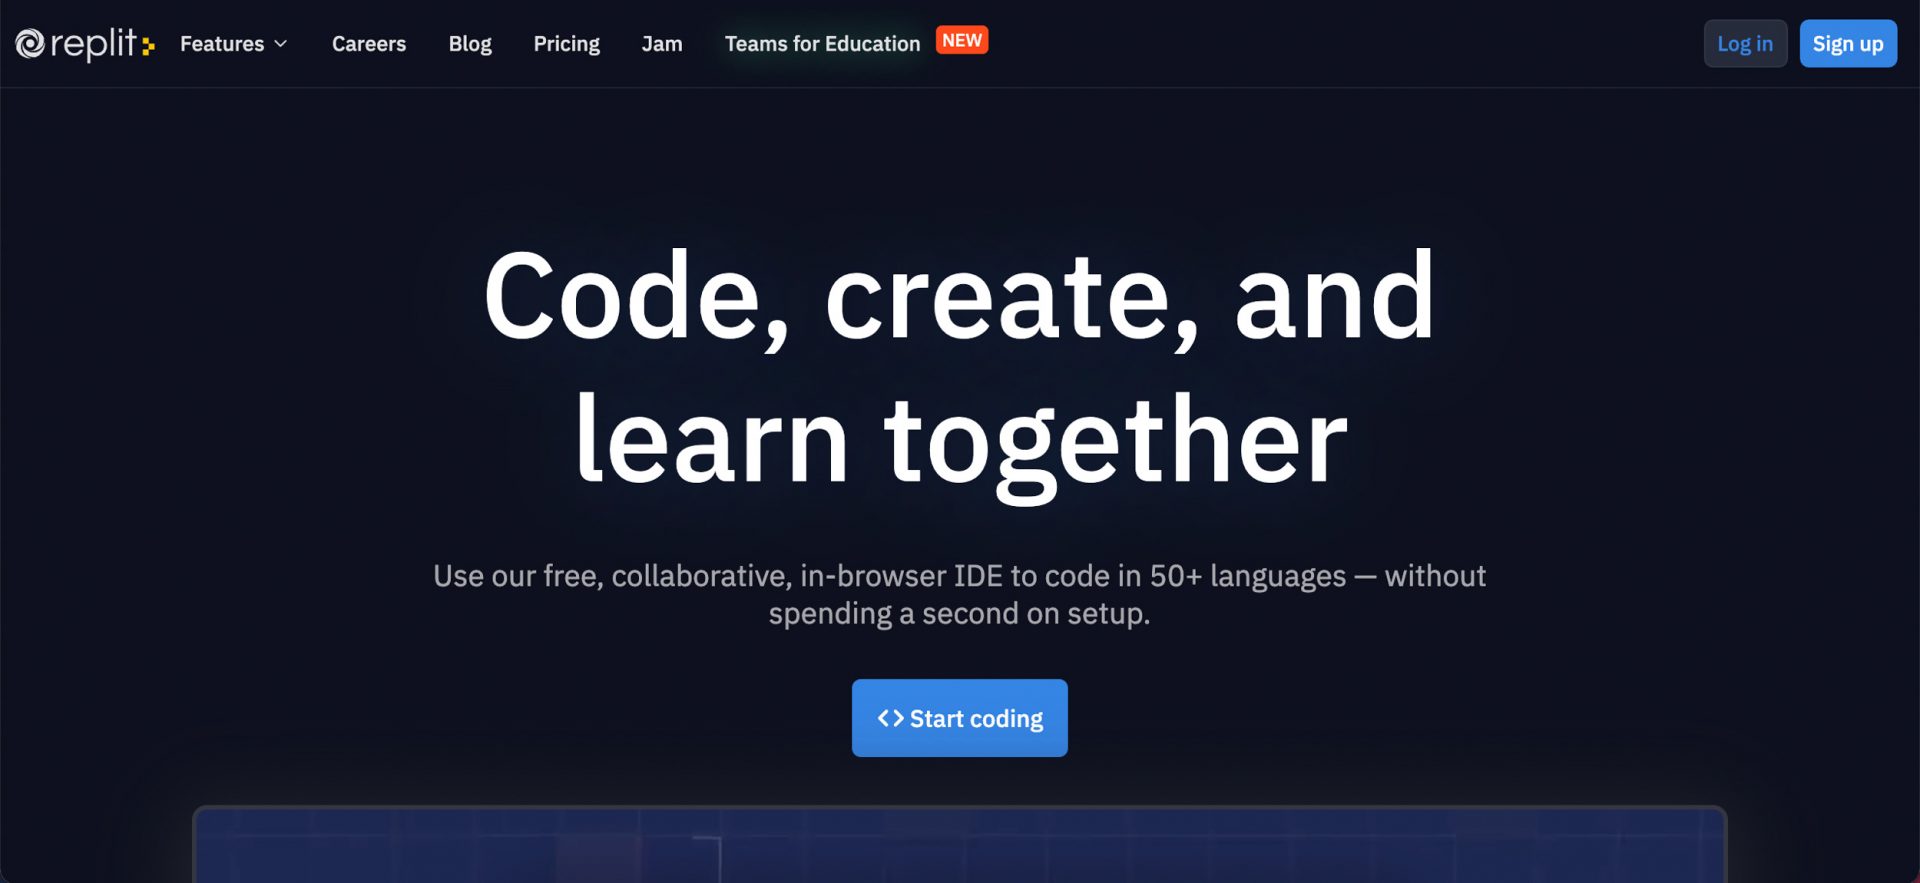 replit
Features Careers Blog Pricing Jam Teams for Education NEW Log in Sign up
Code, create, and
learn together
Use our free, collaborative, in-browser IDE to code in 50+ languages — without
spending a second on setup.
<> Start coding